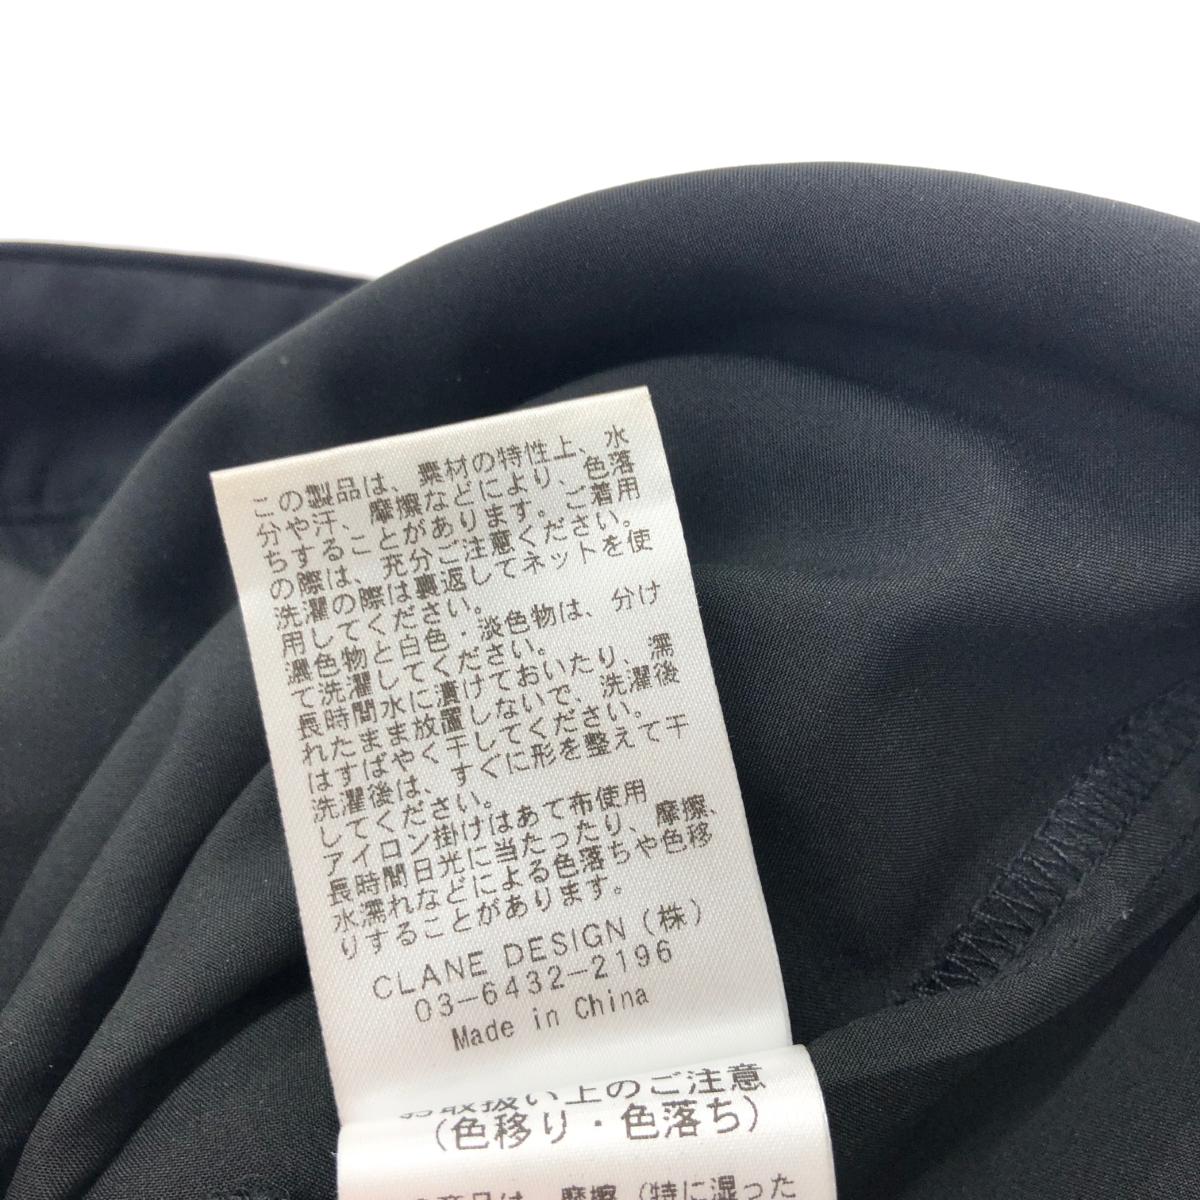 この製品は、素材の特性上、水
分や汗、摩擦などにより、色落
ちすることがあります。ご着用
の際は、充分ご注意ください。
洗濯の際は裏返してネットを使
用してください。
濃色物と白色・淡色物は、分け
て洗濯してください。
長時間水に漬けておいたり、濡
れたまま放置しないで、洗濯後
はすばやく干してください。
洗濯後は、すぐに形を整えて干
してください。
アイロン掛けはあて布使用
長時間日光に当たったり、摩擦、
水濡れなどによる色落ちや色移
りすることがあります。
CLANE DESIGN(株)
03-6432-2196
Made in China
お取扱い上のご注意
(色移り・色落ち)
商品は、摩擦(特に湿った